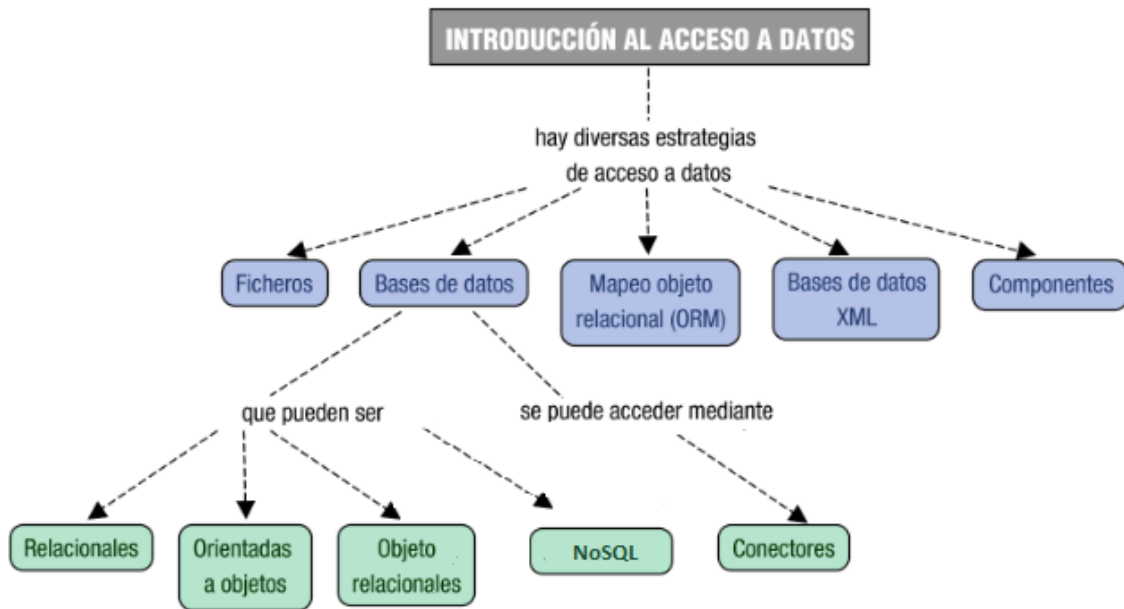 INTRODUCCIÓN AL ACCESO A DATOS
hay diversas estrategias
de acceso a datos
Ficheros
Bases de datos
Mapeo objeto
relacional (ORM)
Bases de datos
XML
Componentes
que pueden ser
se puede acceder mediante
Relacionales
Orientadas
a objetos
Objeto
relacionales
NoSQL
Conectores